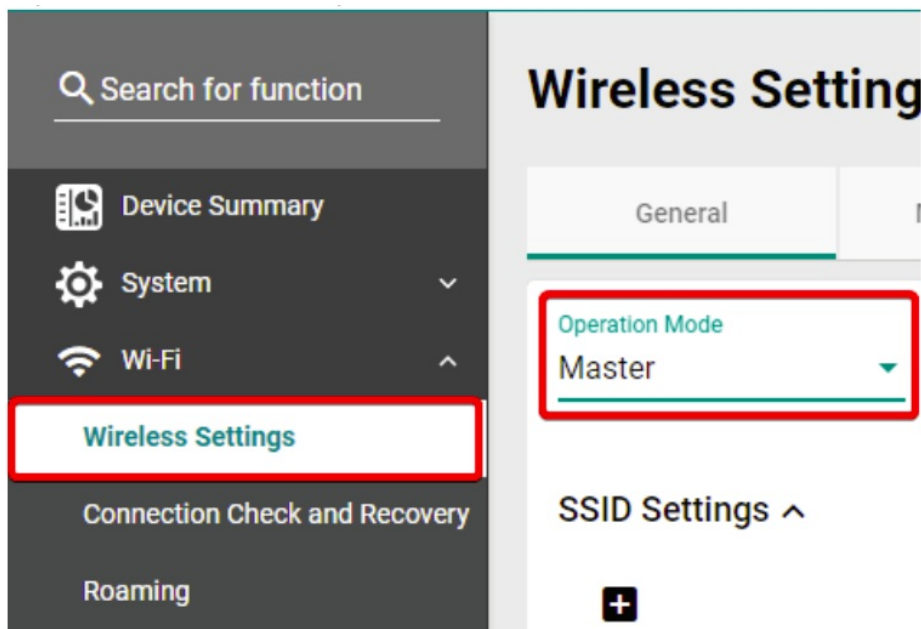 Search for function
Device Summary
System
Wi-Fi
Wireless Settings
Connection Check and Recovery
Roaming
Wireless Setting
General
Operation Mode
Master
SSID Settings